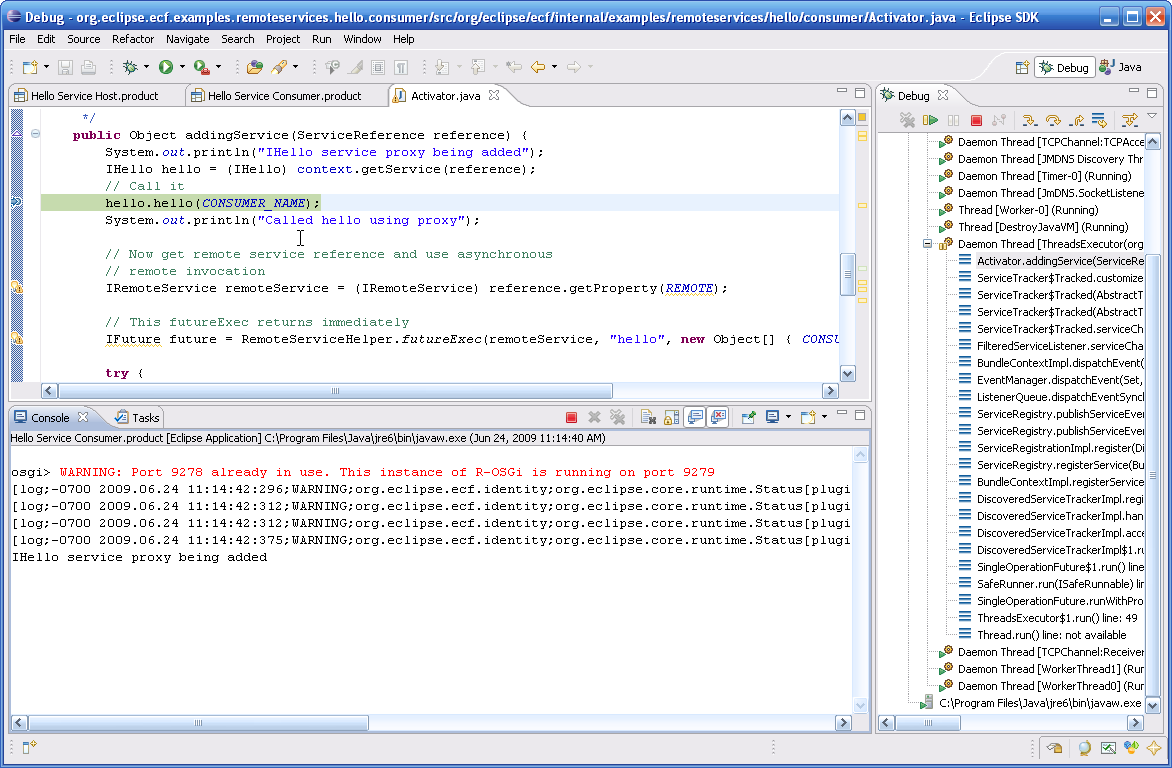 Debug - org.eclipse.ecf.examples.remoteservices.hello.consumer/src/org/eclipse/ecf/internal/examples/remoteservices/hello/consumer/Activator.java - Eclipse SDK
File Edit Source Refactor Navigate Search Project Run Window Help
Debug Java
Hello Service Host.product Hello Service Consumer.product Activator.java
*/
public Object addingService(ServiceReference reference) {
System.out.println("IHello service proxy being added");
IHello hello = (IHello) context.getService(reference);
// Call it
hello.hello(CONSUMER_NAME);
System.out.println("Called hello using proxy");
// Now get remote service reference and use asynchronous
// remote invocation
IRemoteService remoteService = (IRemoteService) reference.getProperty(REMOTE);
// This futureExec returns immediately
IFuture future = RemoteServiceHelper.futureExec(remoteService, "hello", new Object[] { CONSU
try {
Console Tasks
Hello Service Consumer.product [Eclipse Application] C:\Program Files\Java\jre6\bin\javaw.exe (Jun 24, 2009 11:14:40 AM)
osgi> WARNING: Port 9278 already in use. This instance of R-OSGi is running on port 9279
[log;-0700 2009.06.24 11:14:42:296;WARNING;org.eclipse.ecf.identity;org.eclipse.core.runtime.Status[plugi
[log;-0700 2009.06.24 11:14:42:312;WARNING;org.eclipse.ecf.identity;org.eclipse.core.runtime.Status[plugi
[log;-0700 2009.06.24 11:14:42:312;WARNING;org.eclipse.ecf.identity;org.eclipse.core.runtime.Status[plugi
[log;-0700 2009.06.24 11:14:42:375;WARNING;org.eclipse.ecf.identity;org.eclipse.core.runtime.Status[plugi
IHello service proxy being added
Debug
Daemon Thread [TCPChannel:TCPAcce
Daemon Thread [JMDNS Discovery Thr
Daemon Thread [Timer-0] (Running)
Daemon Thread [JmDNS.SocketListene
Thread [Worker-0] (Running)
Thread [DestroyJavaVM] (Running)
Daemon Thread [ThreadsExecutor(org
Activator.addingService(ServiceRe
ServiceTracker$Tracked.customize
ServiceTracker$Tracked(AbstractT
ServiceTracker$Tracked(AbstractT
ServiceTracker$Tracked.serviceCh
FilteredServiceListener.serviceCha
BundleContextImpl.dispatchEvent(
EventManager.dispatchEvent(Set,
ListenerQueue.dispatchEventSyncl
ServiceRegistry.publishServiceEver
ServiceRegistry.publishServiceEver
ServiceRegistrationImpl.register(Di
ServiceRegistry.registerService(Bu
BundleContextImpl.registerService
DiscoveredServiceTrackerImpl.regi
DiscoveredServiceTrackerImpl.han
DiscoveredServiceTrackerImpl.acce
DiscoveredServiceTrackerImpl$1.ru
SingleOperationFuture$1.run() line
SafeRunner.run(ISafeRunnable) lir
SingleOperationFuture.runWithPro
ThreadsExecutor$1.run() line: 49
Thread.run() line: not available
Daemon Thread [TCPChannel:Receiver
Daemon Thread [WorkerThread1] (Rur
Daemon Thread [WorkerThread0] (Rur
C:\Program Files\Java\jre6\bin\javaw.exe